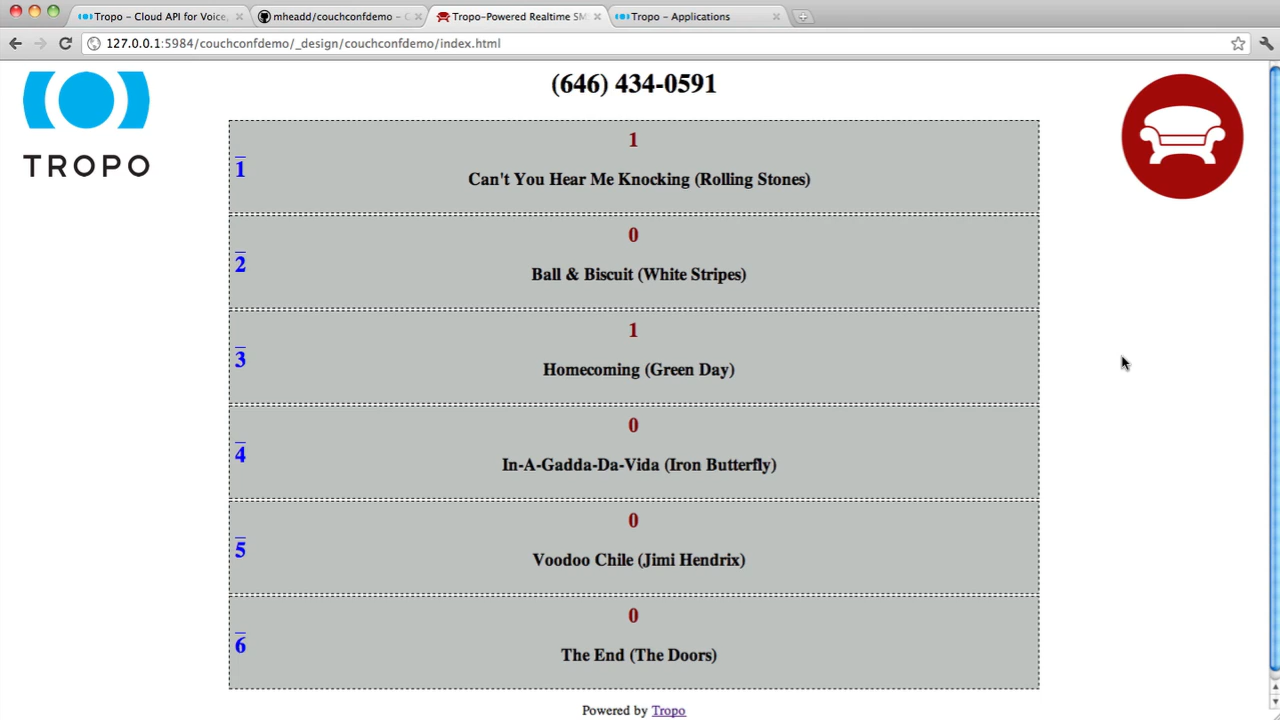 Tropo – Cloud API for Voice,
mheadd/couchconfdemo –
Tropo-Powered Realtime SM
Tropo – Applications
127.0.0.1:5984/couchconfdemo/_design/couchconfdemo/index.html
TROPO
(646) 434-0591
1
1
Can't You Hear Me Knocking (Rolling Stones)
2
0
Ball & Biscuit (White Stripes)
3
1
Homecoming (Green Day)
4
0
In-A-Gadda-Da-Vida (Iron Butterfly)
5
0
Voodoo Chile (Jimi Hendrix)
6
0
The End (The Doors)
Powered by Tropo